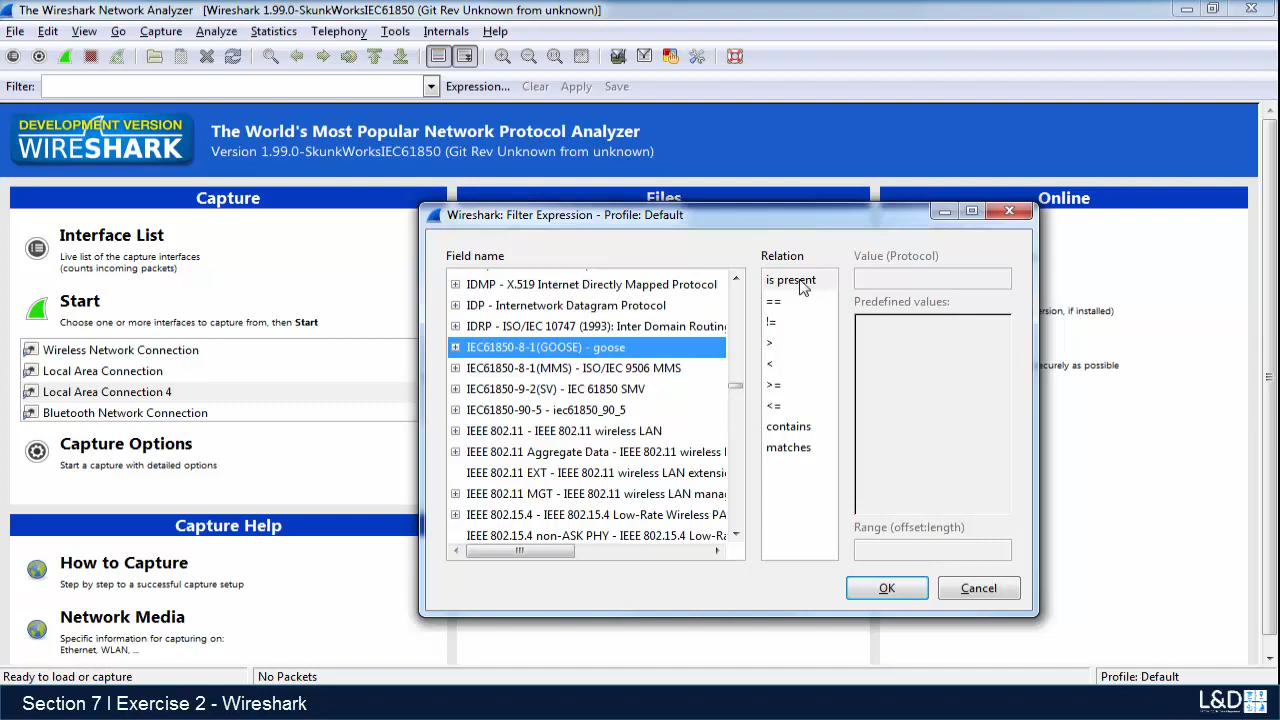 The Wireshark Network Analyzer [Wireshark 1.99.0-SkunkWorksIEC61850 (Git Rev Unknown from unknown)]
File Edit View Go Capture Analyze Statistics Telephony Tools Internals Help
Filter: Expression... Clear Apply Save
DEVELOPMENT VERSION
WIRESHARK
The World's Most Popular Network Protocol Analyzer
Version 1.99.0-SkunkWorksIEC61850 (Git Rev Unknown from unknown)
Capture
Interface List
Live list of the capture interfaces
(counts incoming packets)
Start
Choose one or more interfaces to capture from, then Start
Wireless Network Connection
Local Area Connection
Local Area Connection 4
Bluetooth Network Connection
Capture Options
Start a capture with detailed options
Capture Help
How to Capture
Step by step to a successful capture setup
Network Media
Specific information for capturing on:
Ethernet, WLAN, ...
Files
Online
version, if installed)
securely as possible
Wireshark: Filter Expression - Profile: Default
Field name
IDMP - X.519 Internet Directly Mapped Protocol
IDP - Internetwork Datagram Protocol
IDRP - ISO/IEC 10747 (1993): Inter Domain Routing
IEC61850-8-1(GOOSE) - goose
IEC61850-8-1(MMS) - ISO/IEC 9506 MMS
IEC61850-9-2(SV) - IEC 61850 SMV
IEC61850-90-5 - iec61850_90_5
IEEE 802.11 - IEEE 802.11 wireless LAN
IEEE 802.11 Aggregate Data - IEEE 802.11 wireless
IEEE 802.11 EXT - IEEE 802.11 wireless LAN extensi
IEEE 802.11 MGT - IEEE 802.11 wireless LAN mana
IEEE 802.15.4 - IEEE 802.15.4 Low-Rate Wireless PA
IEEE 802.15.4 non-ASK PHY - IEEE 802.15.4 Low-Ra
Relation
is present
==
!=
>
<
>=
<=
contains
matches
Value (Protocol)
Predefined values:
Range (offset:length)
OK
Cancel
Ready to load or capture
No Packets
Profile: Default
Section 7 I Exercise 2 - Wireshark
L&D